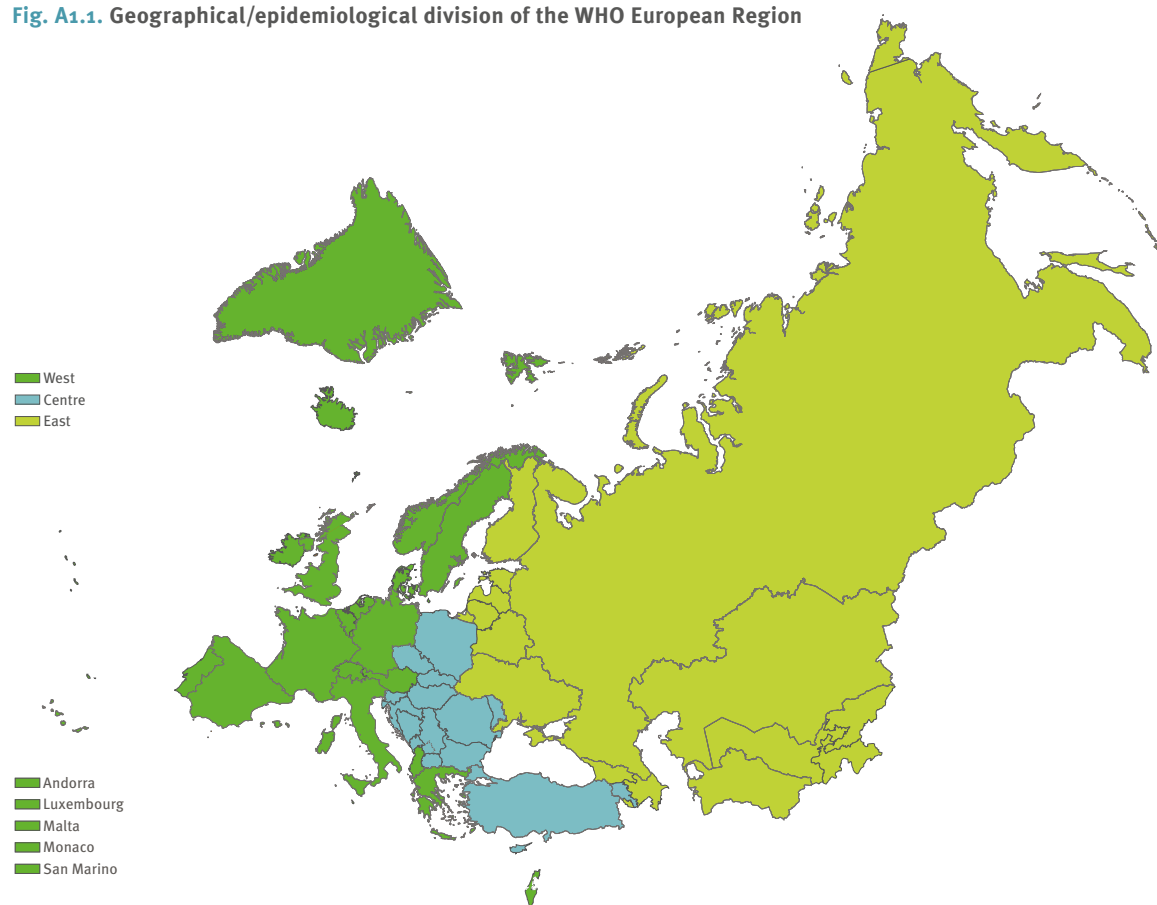 Fig. A1.1. Geographical/epidemiological division of the WHO European Region
West
Centre
East
Andorra
Luxembourg
Malta
Monaco
San Marino